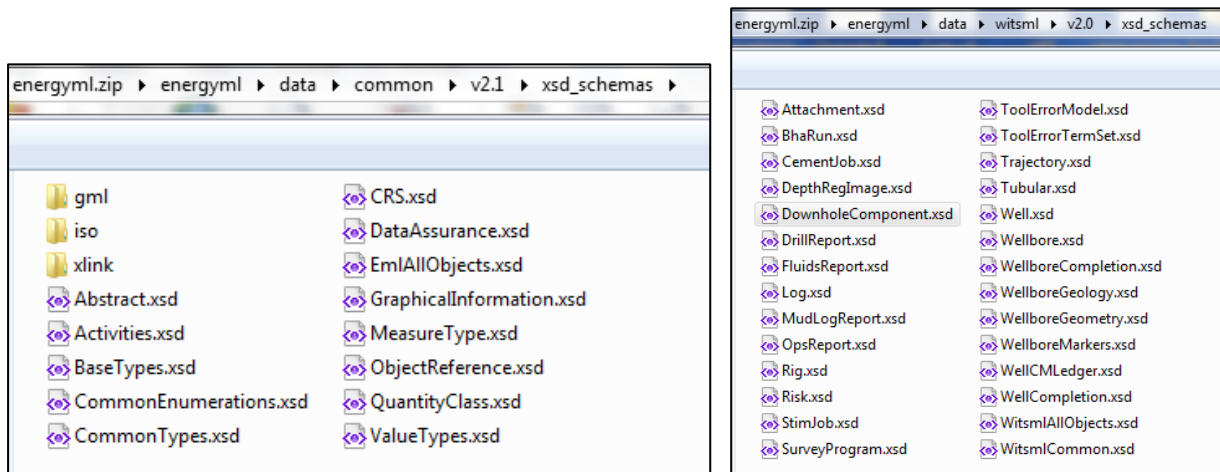 energyml.zip ▸ energyml ▸ data ▸ common ▸ v2.1 ▸ xsd_schemas ▸
gml
iso
xlink
Abstract.xsd
Activities.xsd
BaseTypes.xsd
CommonEnumerations.xsd
CommonTypes.xsd
CRS.xsd
DataAssurance.xsd
EmlAllObjects.xsd
GraphicalInformation.xsd
MeasureType.xsd
ObjectReference.xsd
QuantityClass.xsd
ValueTypes.xsd
energyml.zip ▸ energyml ▸ data ▸ witsml ▸ v2.0 ▸ xsd_schemas
Attachment.xsd
BhaRun.xsd
CementJob.xsd
DepthRegImage.xsd
DownholeComponent.xsd
DrillReport.xsd
FluidsReport.xsd
Log.xsd
MudLogReport.xsd
OpsReport.xsd
Rig.xsd
Risk.xsd
StimJob.xsd
SurveyProgram.xsd
ToolErrorModel.xsd
ToolErrorTermSet.xsd
Trajectory.xsd
Tubular.xsd
Well.xsd
Wellbore.xsd
WellboreCompletion.xsd
WellboreGeology.xsd
WellboreGeometry.xsd
WellboreMarkers.xsd
WellCMLedger.xsd
WellCompletion.xsd
WitsmlAllObjects.xsd
WitsmlCommon.xsd